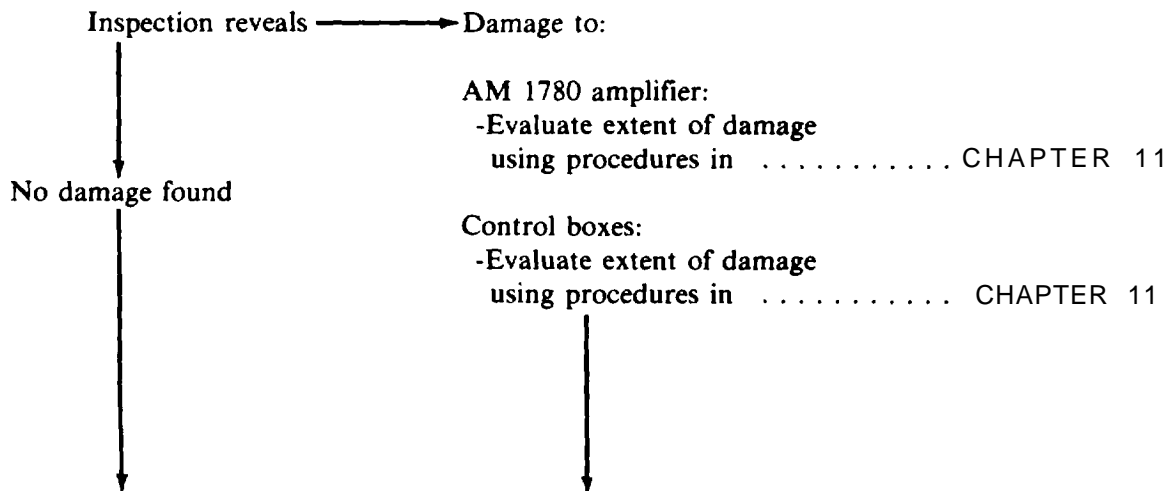 Inspection reveals
Damage to:
AM 1780 amplifier:
-Evaluate extent of damage
using procedures in . . . . . . . . . . . CHAPTER 11
No damage found
Control boxes:
-Evaluate extent of damage
using procedures in . . . . . . . . . . . CHAPTER 11